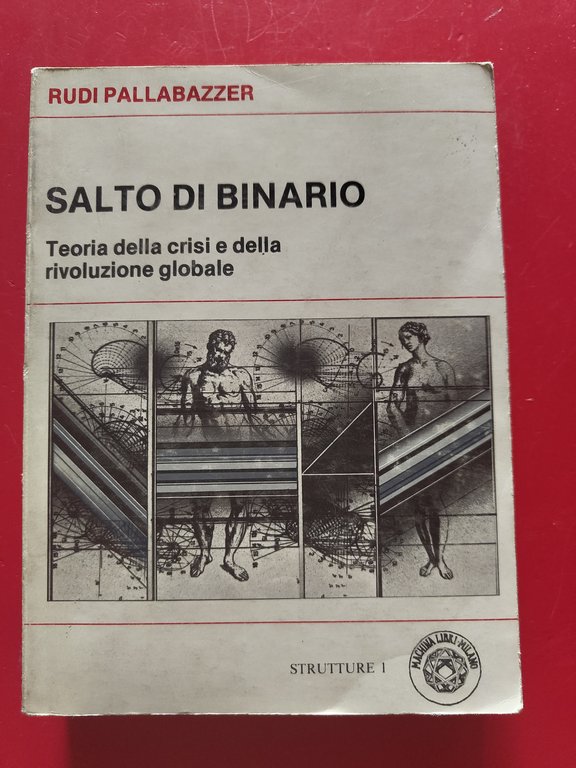 RUDI PALLABAZZER
SALTO DI BINARIO
Teoria della crisi e della
rivoluzione globale
STRUTTURE 1
MACHINA LIBRI - MILANO